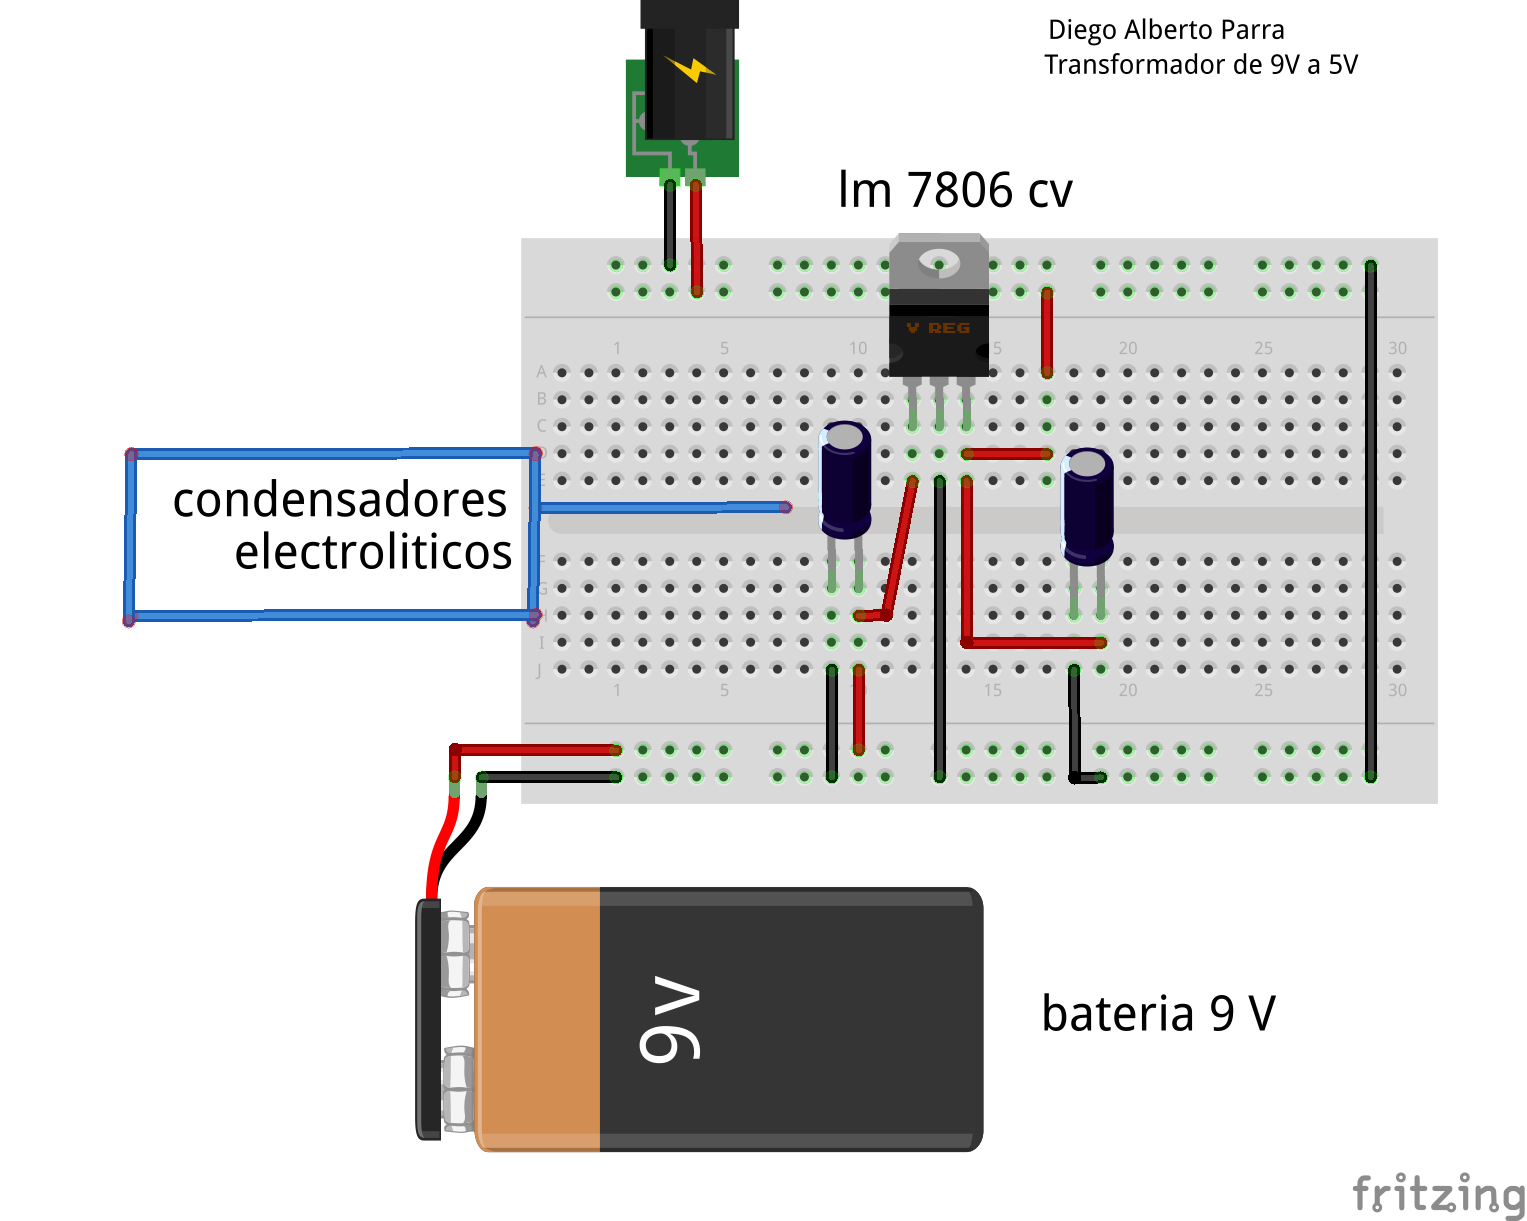 Diego Alberto Parra
Transformador de 9V a 5V
lm 7806 cv
V REG
1 5 10 5 20 25 30
A
B
C
condensadores
electroliticos
I
J
1 5 15 20 25 30
9v
bateria 9 V
fritzing